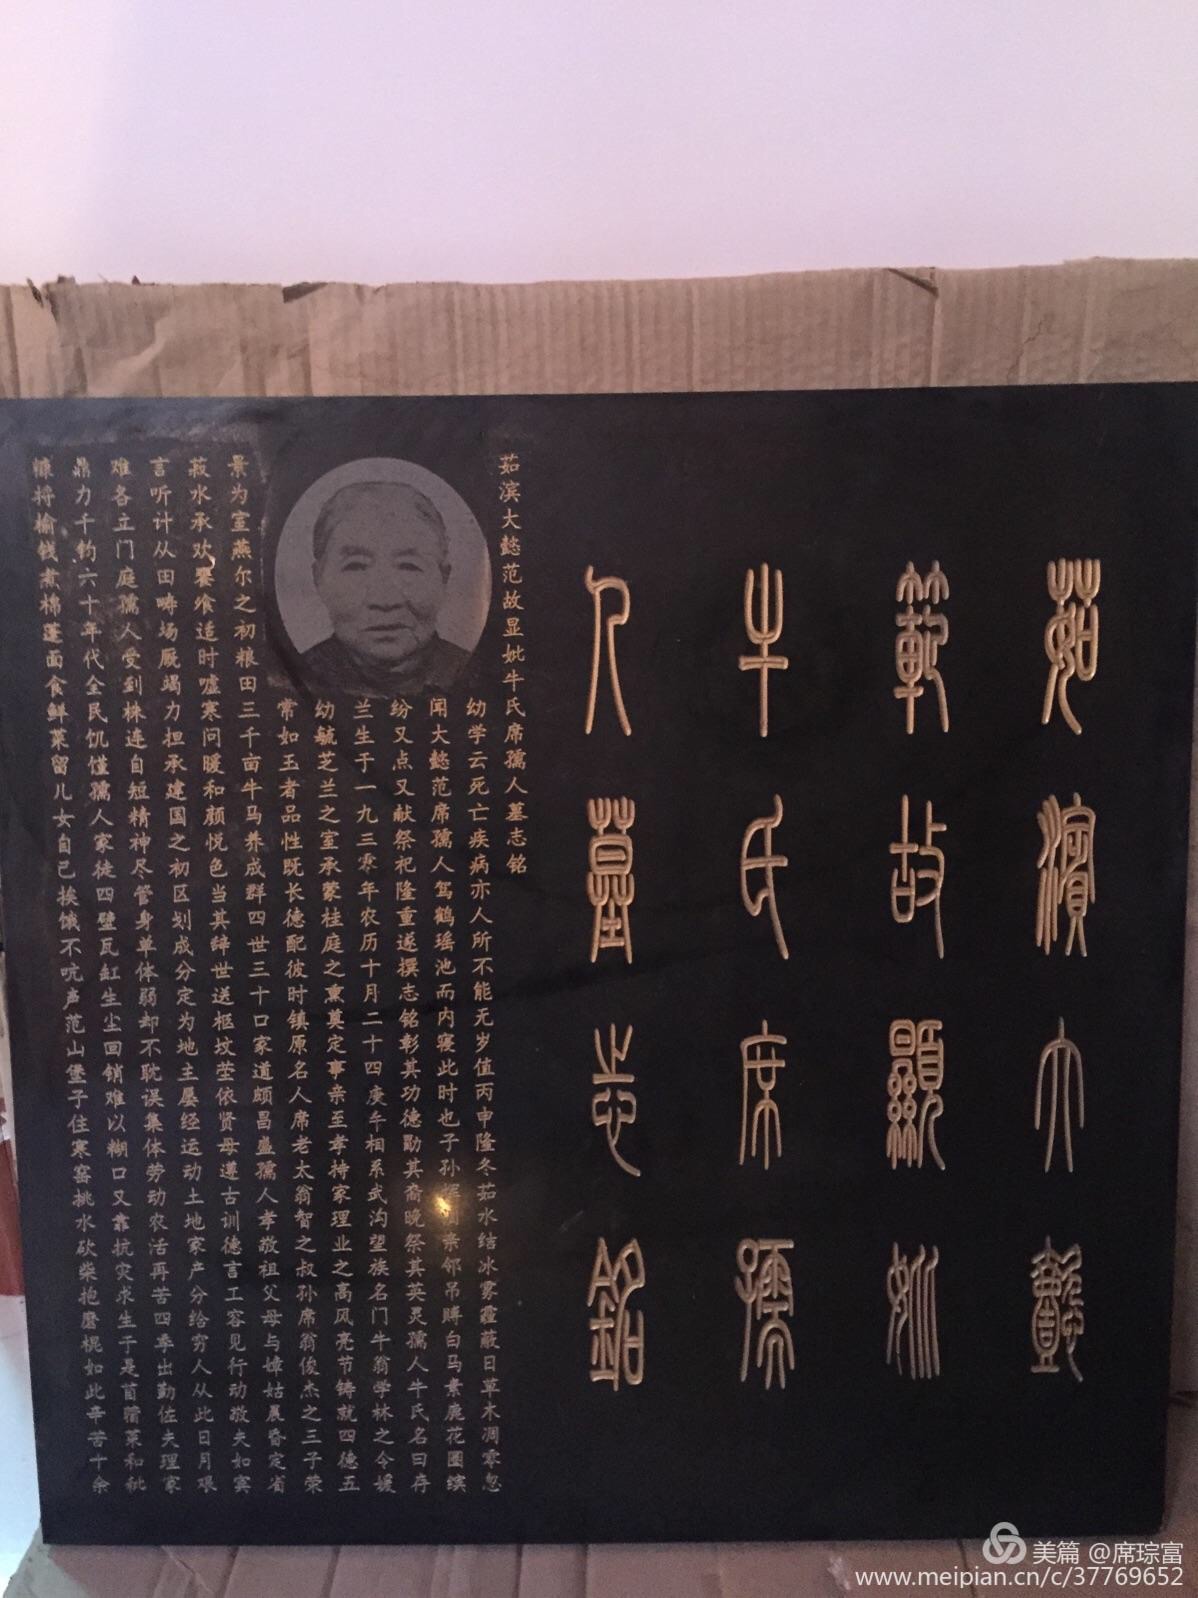 茹濱大懿
範故顯妣
牛氏席孺
人墓志銘
茹滨大懿范故显妣牛氏席孺人墓志铭
幼学云死亡疾病亦人所不能无岁值丙申隆冬茹水结冰雾霾蔽日草木凋零忽
闻大懿范席孺人驾鹤瑶池而内寝此时也子孙亲邻吊赙白马素庭花圈缤
纷又点又献祭祀隆重遂撰志铭彰其功德勖其裔晚祭其英灵孺人牛氏名曰存
兰生于一九三零年农历十月二十四庚午相系武沟望族名门牛翁学林之令媛
幼毓芝兰之室承蒙桂庭之熏奠定事亲至孝持家理业之高风亮节铸就四德五
常如玉者品性既长德配彼时镇原名人席老太翁智之叔孙席翁俊杰之三子荣
景为室燕尔之初粮田三千亩牛马养成群四世三十口家道颇昌盛孺人孝敬祖父母与嫜姑晨昏定省
菽水承欢饔飧适时嘘寒问暖和颜悦色当其辞世送柩坟茔依贤母遵古训德言工容见行动敬夫如宾
言听计从田畴场厩竭力担承建国之初区划成分定为地主屡经运动土地家产分给穷人从此日月艰
难各立门庭孺人受到株连自短精神尽管身单体弱却不耽误集体劳动农活再苦四季出勤佐夫理家
鼎力千钧六十年代全民饥馑孺人家徒四壁瓦缸生尘回销难以糊口又靠抗灾求生于是苜蓿菜和秕
糠将榆钱煮棉蓬面食鲜菜留儿女自己挨饿不吭声范山堡子住寒窑挑水砍柴抱磨棍如此辛苦十余
美篇 @席琮富
www.meipian.cn/c/37769652